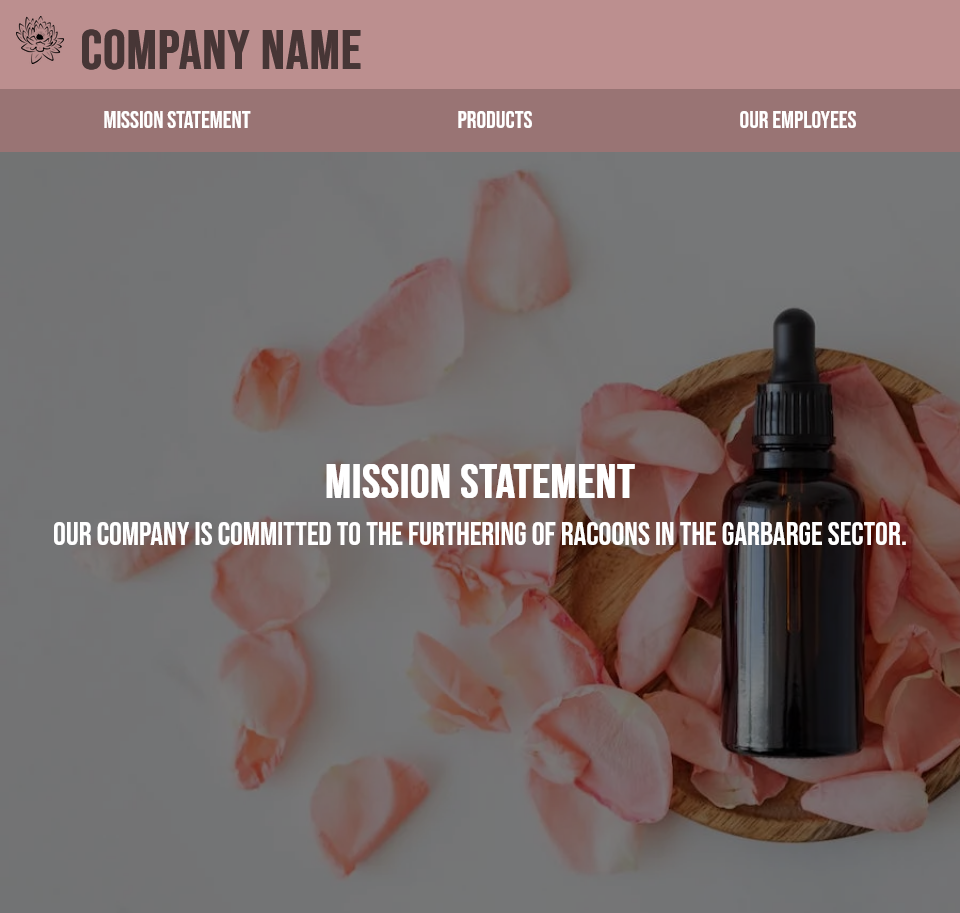 COMPANY NAME
MISSION STATEMENT PRODUCTS OUR EMPLOYEES
MISSION STATEMENT
OUR COMPANY IS COMMITTED TO THE FURTHERING OF RACOONS IN THE GARBARGE SECTOR.